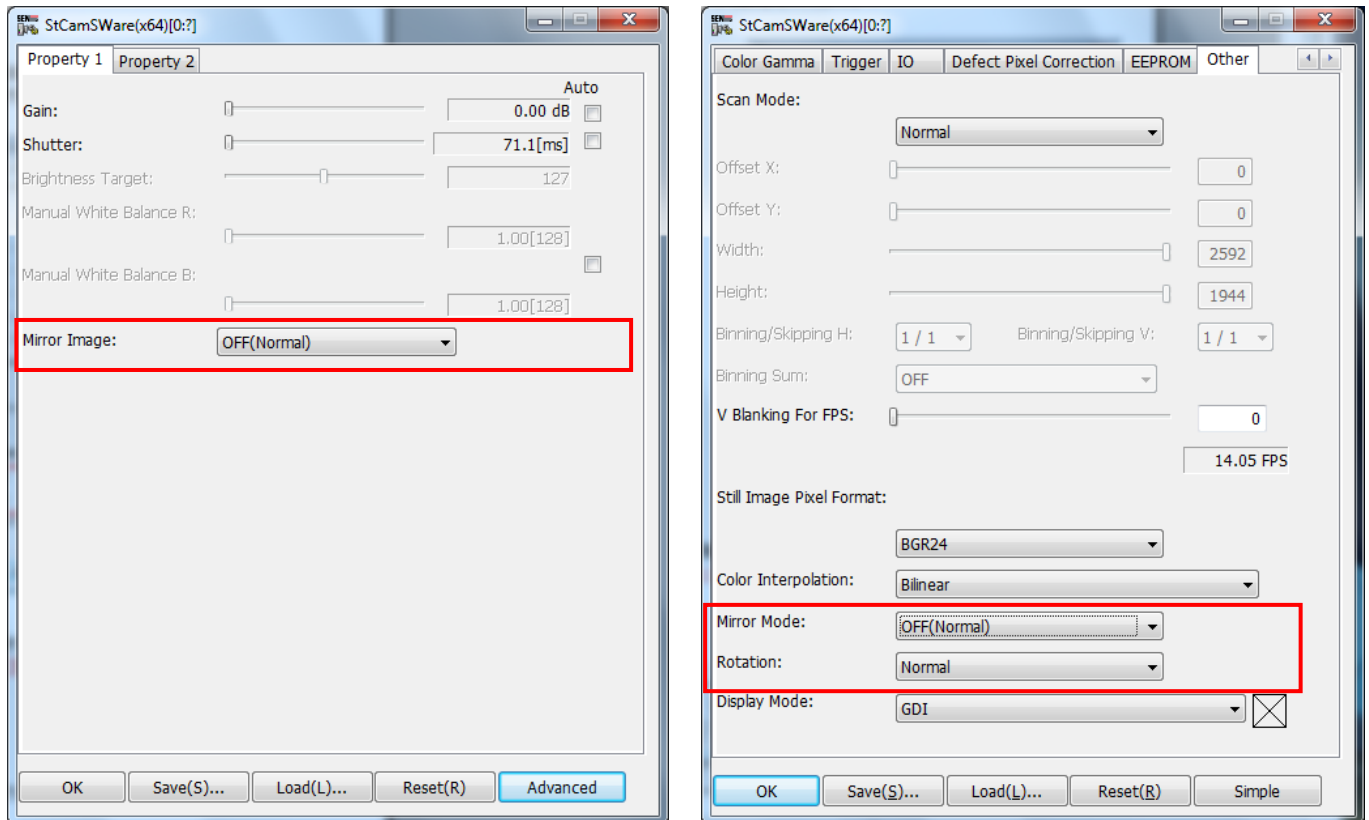 StCamSWare(x64)[0:?]
Property 1 Property 2
Auto
Gain: 0.00 dB
Shutter: 71.1[ms]
Brightness Target: 127
Manual White Balance R:
1.00[128]
Manual White Balance B:
1.00[128]
Mirror Image: OFF(Normal)
OK Save(S)... Load(L)... Reset(R) Advanced
StCamSWare(x64)[0:?]
Color Gamma Trigger IO Defect Pixel Correction EEPROM Other
Scan Mode:
Normal
Offset X: 0
Offset Y: 0
Width: 2592
Height: 1944
Binning/Skipping H: 1 / 1 Binning/Skipping V: 1 / 1
Binning Sum: OFF
V Blanking For FPS: 0
14.05 FPS
Still Image Pixel Format:
BGR24
Color Interpolation: Bilinear
Mirror Mode: OFF(Normal)
Rotation: Normal
Display Mode: GDI
OK Save(S)... Load(L)... Reset(R) Simple